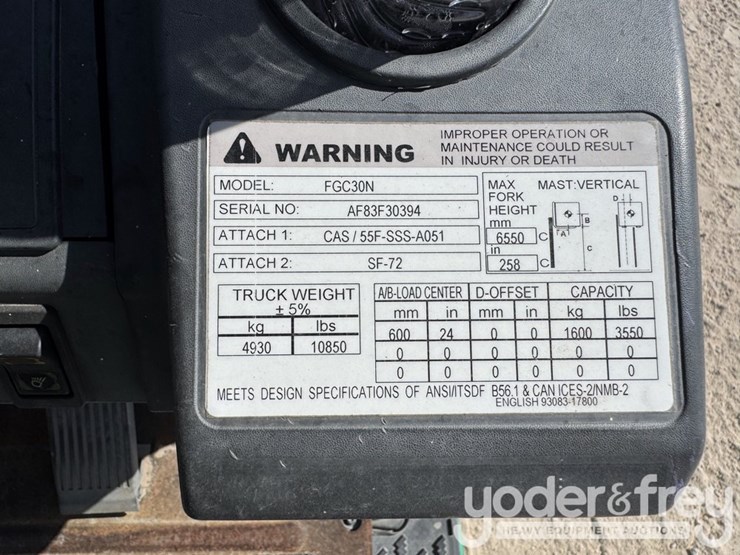 WARNING
IMPROPER OPERATION OR
MAINTENANCE COULD RESULT
IN INJURY OR DEATH
MODEL: FGC30N
SERIAL NO: AF83F30394
ATTACH 1: CAS / 55F-SSS-A051
ATTACH 2: SF-72
MAX
FORK
HEIGHT
mm
6550
in
258
MAST:VERTICAL
D
A
B
C
C
C
TRUCK WEIGHT
± 5%
kg lbs
4930 10850
A/B-LOAD CENTER D-OFFSET CAPACITY
mm in mm in kg lbs
600 24 0 0 1600 3550
0 0 0 0 0 0
0 0 0 0 0 0
MEETS DESIGN SPECIFICATIONS OF ANSI/ITSDF B56.1 & CAN ICES-2/NMB-2
ENGLISH 93083-17800
yoder&frey
HEAVY EQUIPMENT AUCTIONS